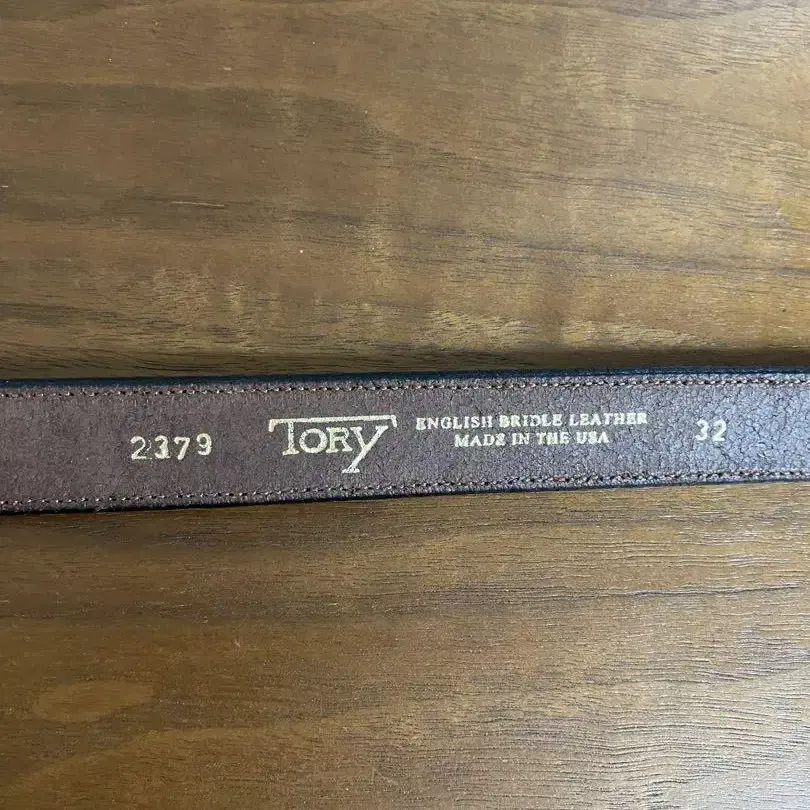 2379
TORY
ENGLISH BRIDLE LEATHER
MADE IN THE USA
32